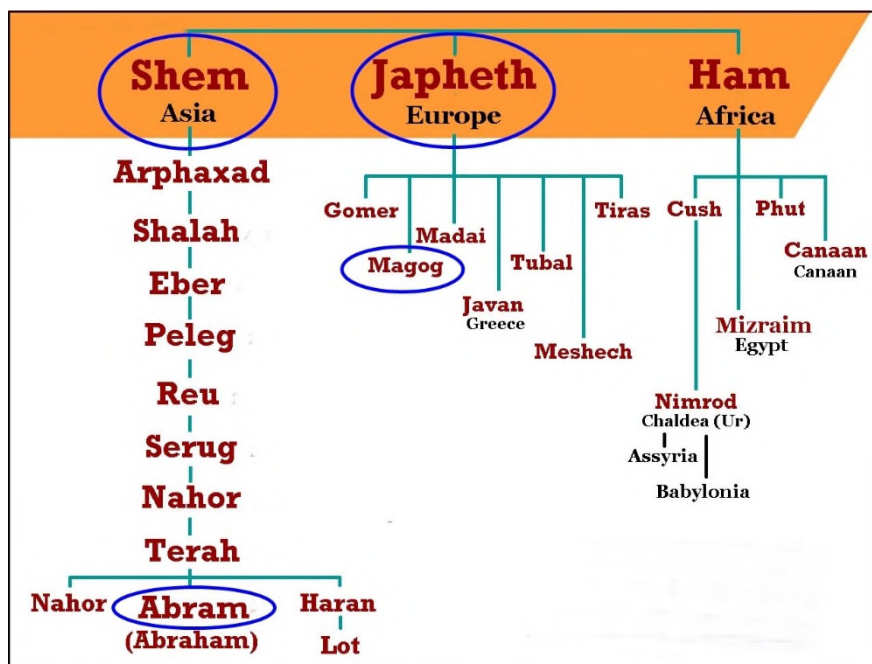 Shem
Asia
Japheth
Europe
Ham
Africa
Arphaxad
Shalah
Eber
Peleg
Reu
Serug
Nahor
Terah
Nahor
Abram
(Abraham)
Haran
Lot
Gomer
Magog
Madai
Javan
Greece
Tubal
Meshech
Tiras
Cush
Phut
Canaan
Canaan
Mizraim
Egypt
Nimrod
Chaldea (Ur)
Assyria
Babylonia